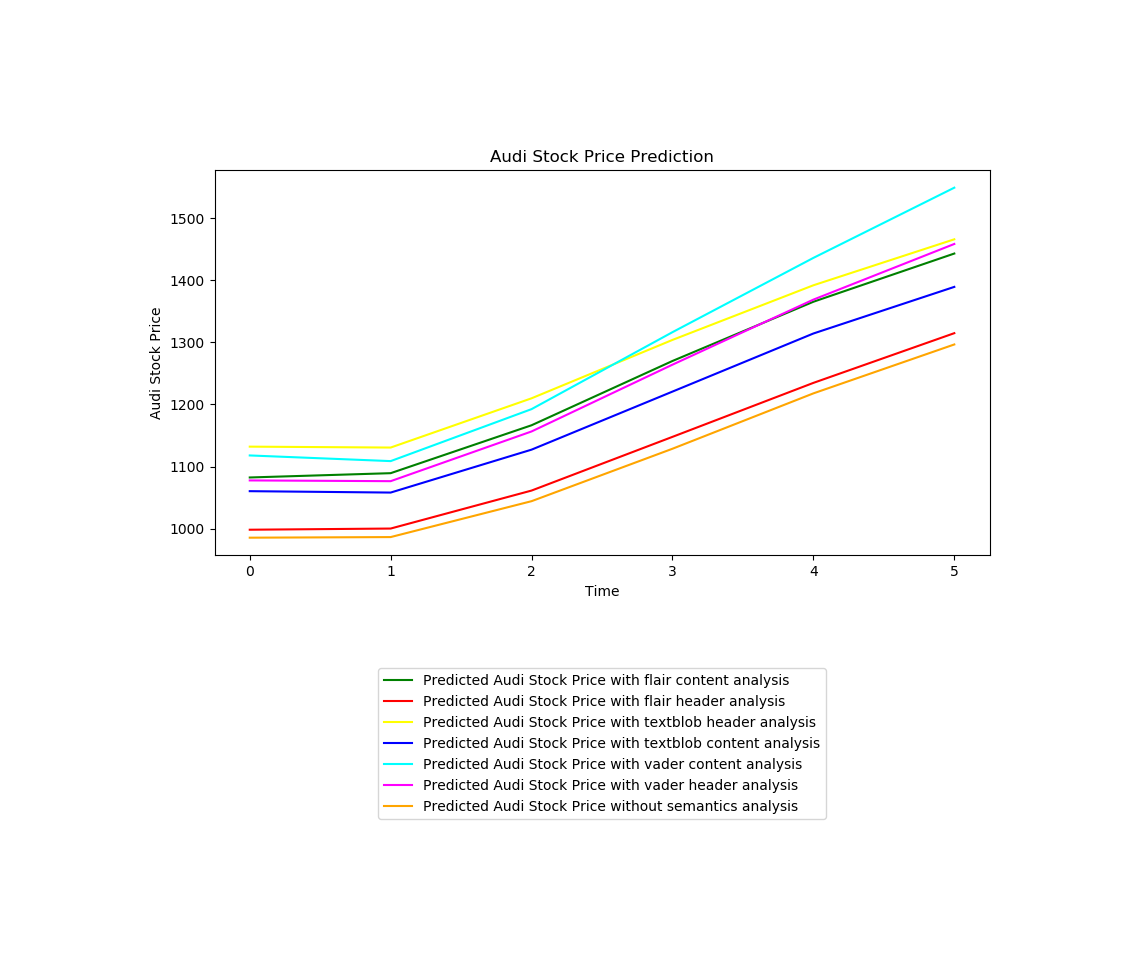 Audi Stock Price Prediction
Audi Stock Price
1500
1400
1300
1200
1100
1000
0 1 2 3 4 5
Time
Predicted Audi Stock Price with flair content analysis
Predicted Audi Stock Price with flair header analysis
Predicted Audi Stock Price with textblob header analysis
Predicted Audi Stock Price with textblob content analysis
Predicted Audi Stock Price with vader content analysis
Predicted Audi Stock Price with vader header analysis
Predicted Audi Stock Price without semantics analysis